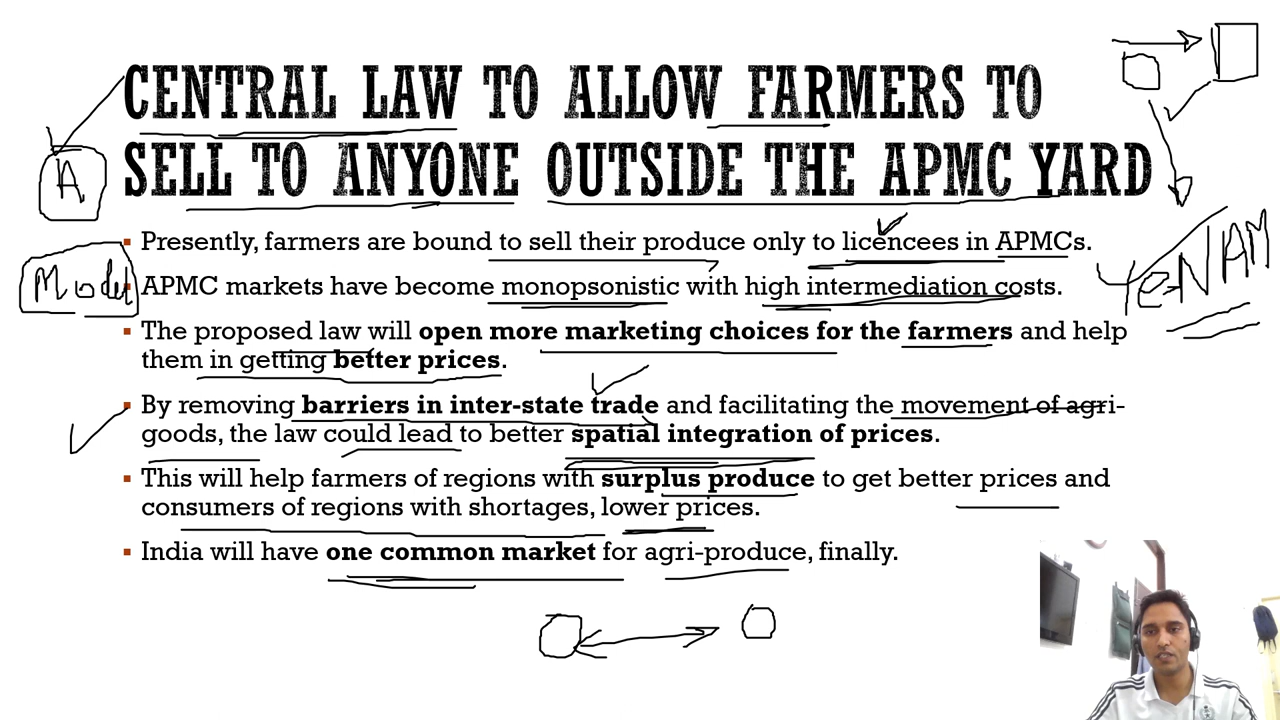 CENTRAL LAW TO ALLOW FARMERS TO
SELL TO ANYONE OUTSIDE THE APMC YARD
A
Model
eNAM
Presently, farmers are bound to sell their produce only to licencees in APMCs.
APMC markets have become monopsonistic with high intermediation costs.
The proposed law will open more marketing choices for the farmers and help
them in getting better prices.
By removing barriers in inter-state trade and facilitating the movement of agri-
goods, the law could lead to better spatial integration of prices.
This will help farmers of regions with surplus produce to get better prices and
consumers of regions with shortages, lower prices.
India will have one common market for agri-produce, finally.